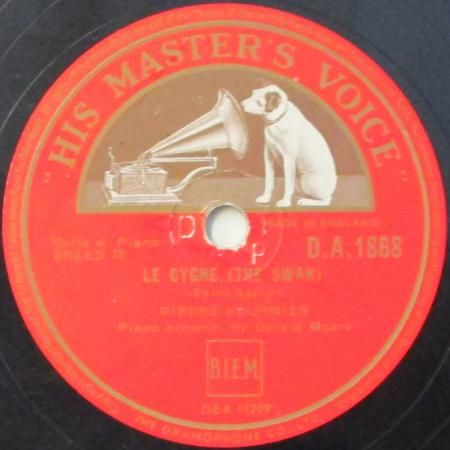 "HIS MASTER'S VOICE"
MADE IN ENGLAND
'Cello & Piano
SPEED 78
D.A.1868
D P
P
LE CYGNE (THE SWAN)
Saint-Saëns
PIERRE FOURNIER
Piano accomp. by Gerald Moore
B.I.E.M.
OEA 11209
THE GRAMOPHONE CO., LTD.